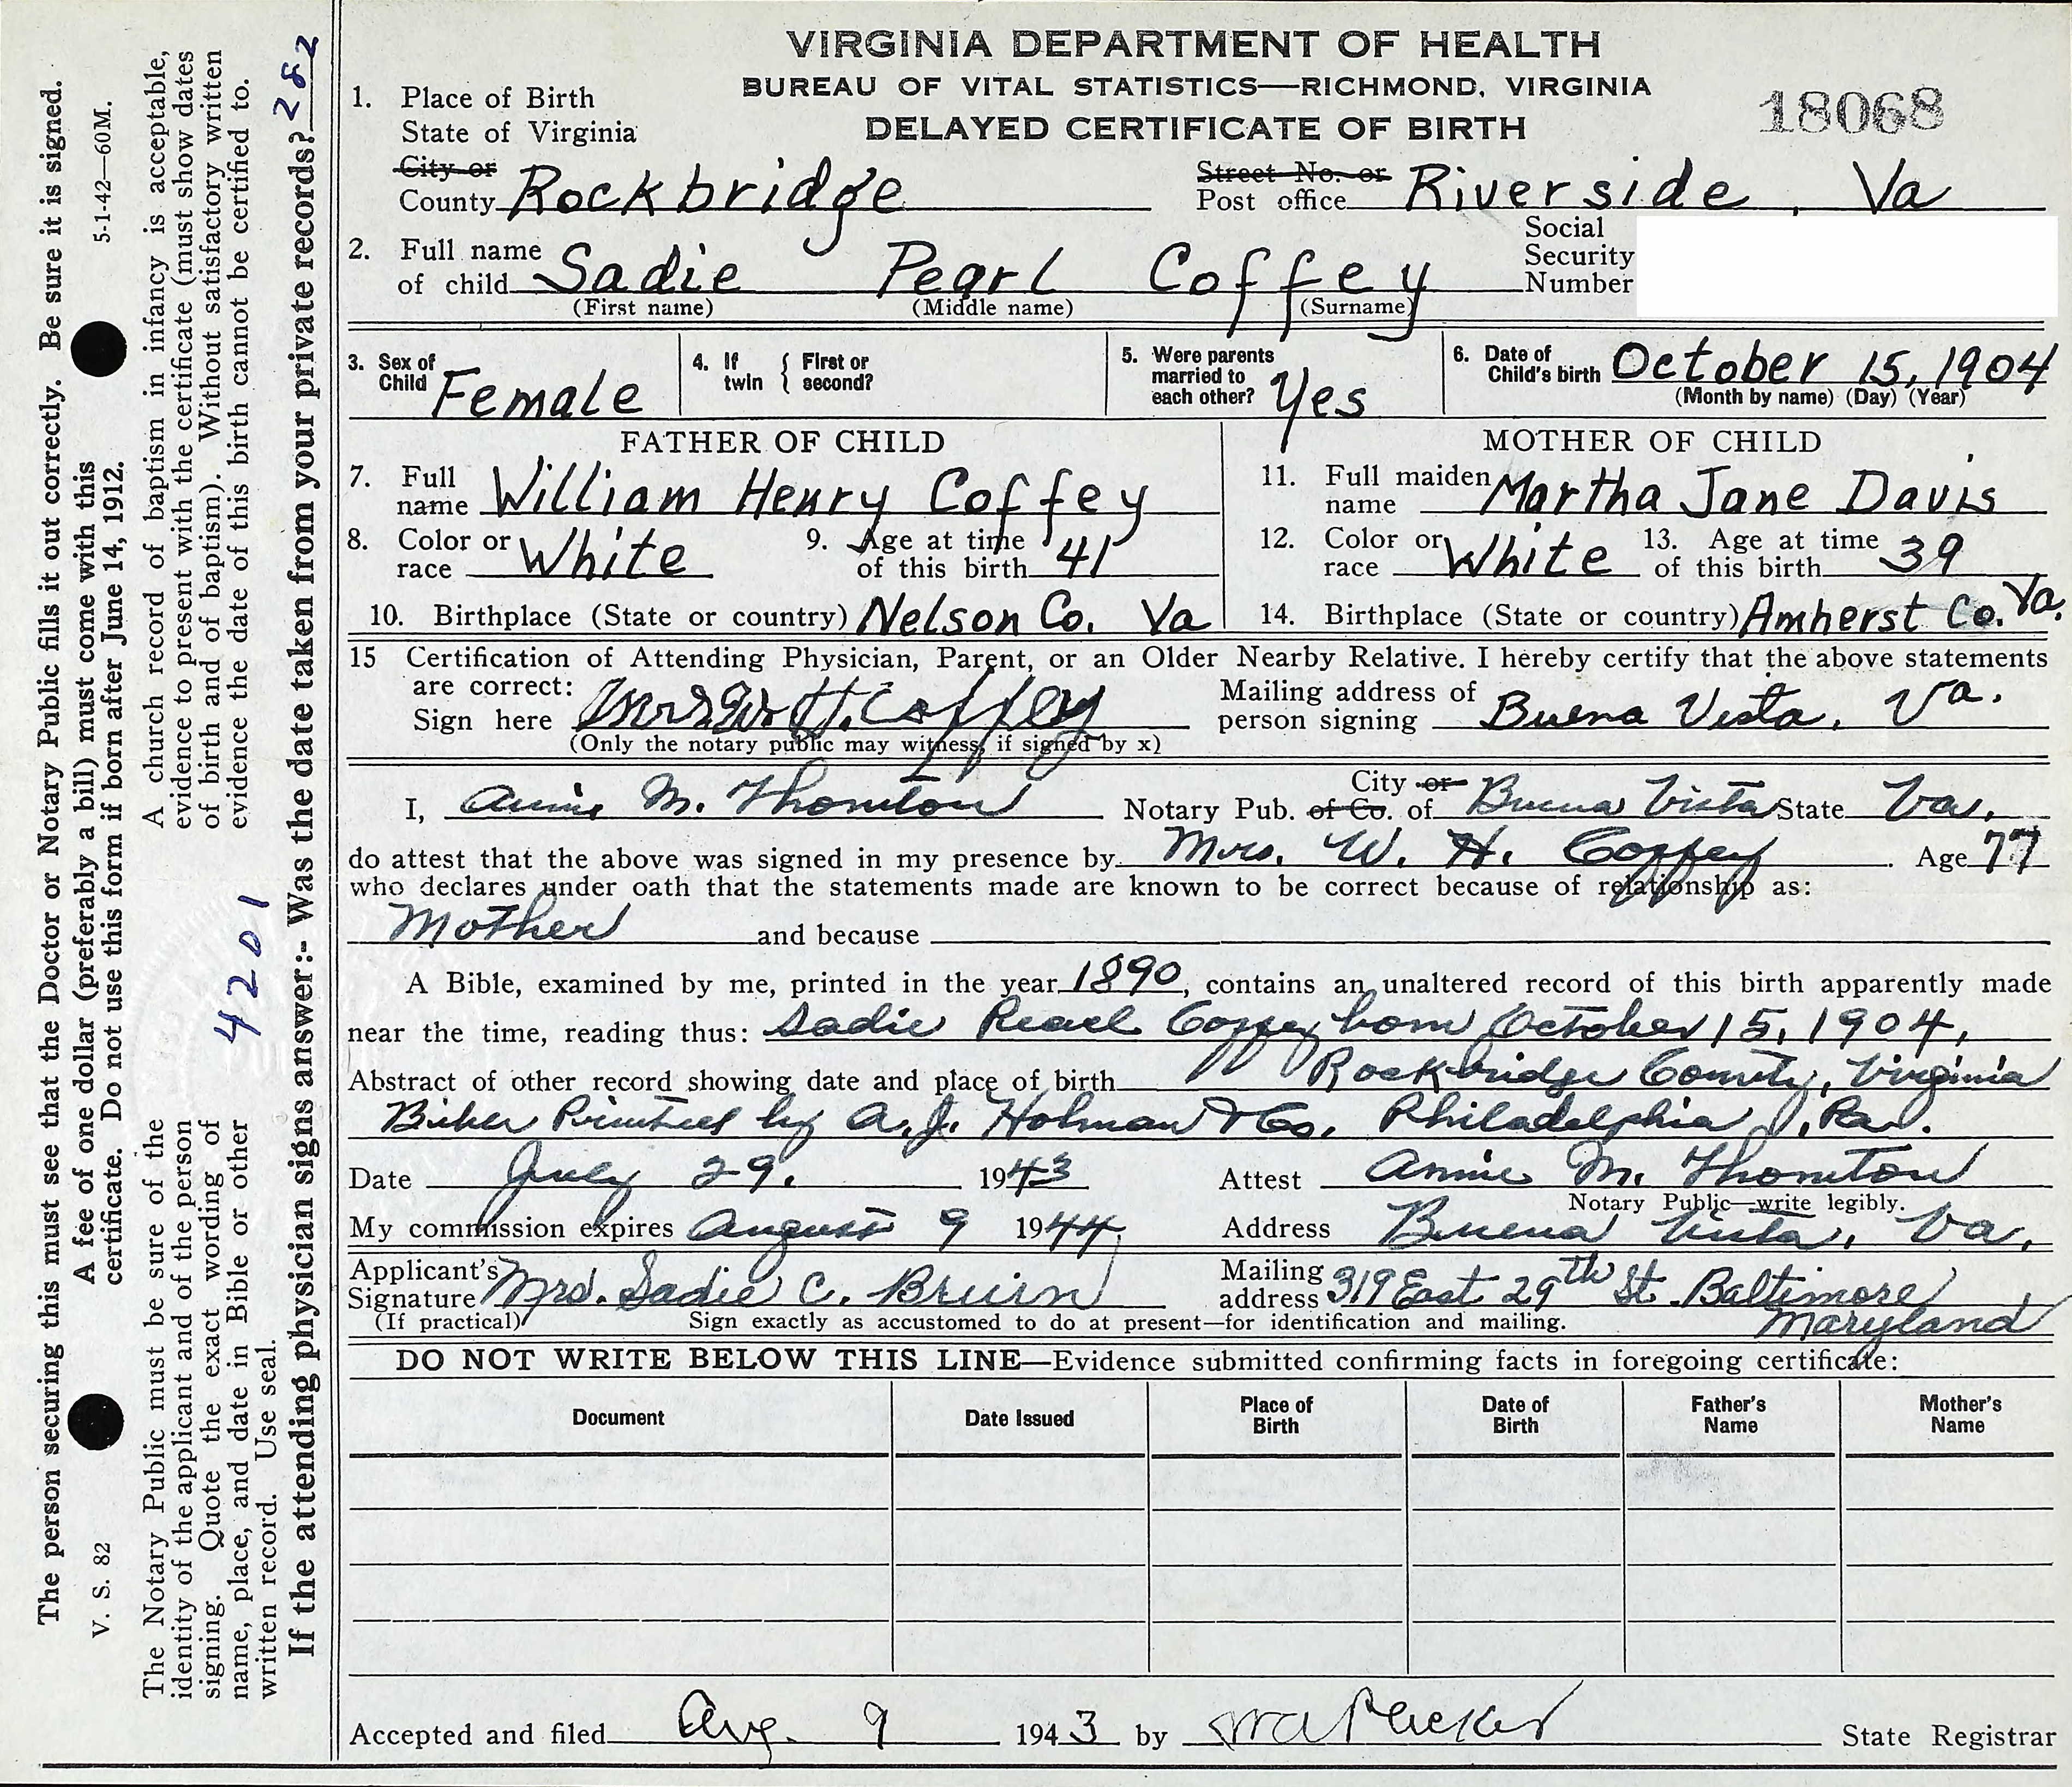 VIRGINIA DEPARTMENT OF HEALTH
BUREAU OF VITAL STATISTICS—RICHMOND, VIRGINIA
DELAYED CERTIFICATE OF BIRTH
18068
1. Place of Birth
State of Virginia
City or
County Rockbridge
Street No. or
Post office Riverside, Va
2. Full name
of child Sadie Pearl Coffey
(First name) (Middle name) (Surname)
Social
Security
Number
3. Sex of
Child Female
4. If twin { First or second?
5. Were parents
married to
each other? Yes
6. Date of
Child's birth October 15, 1904
(Month by name) (Day) (Year)
FATHER OF CHILD
7. Full
name William Henry Coffey
8. Color or
race White
9. Age at time
of this birth 41
10. Birthplace (State or country) Nelson Co. Va
MOTHER OF CHILD
11. Full maiden
name Martha Jane Davis
12. Color or
race White
13. Age at time
of this birth 39
14. Birthplace (State or country) Amherst Co. Va.
15 Certification of Attending Physician, Parent, or an Older Nearby Relative. I hereby certify that the above statements
are correct:
Sign here Mrs W. H. Coffey
(Only the notary public may witness, if signed by x)
Mailing address of
person signing Buena Vista, Va.
I, Annie M. Thornton Notary Pub. City or of Co. of Buena Vista State Va.
do attest that the above was signed in my presence by Mrs. W. H. Coffey. Age 77
who declares under oath that the statements made are known to be correct because of relationship as:
Mother and because
A Bible, examined by me, printed in the year 1890, contains an unaltered record of this birth apparently made
near the time, reading thus: Sadie Pearl Coffey born October 15, 1904,
Abstract of other record showing date and place of birth Rockbridge County, Virginia
Printed by A. J. Holman & Co. Philadelphia, Pa.
Date July 29. 1943 Attest Annie M. Thornton
Notary Public—write legibly.
My commission expires August 9 1944. Address Buena Vista, Va.
Applicant's
Signature Mrs. Sadie C. Bruirn
(If practical) Sign exactly as accustomed to do at present—for identification and mailing.
Mailing
address 319 East 29th St. Baltimore,
Maryland
DO NOT WRITE BELOW THIS LINE—Evidence submitted confirming facts in foregoing certificate:
Document Date Issued Place of Birth Date of Birth Father's Name Mother's Name
Accepted and filed Aug. 9 1943 by State Registrar
The person securing this must see that the Doctor or Notary Public fills it out correctly. Be sure it is signed.
V. S. 82 A fee of one dollar (preferably a bill) must come with this 5-1-42—60M.
certificate. Do not use this form if born after June 14, 1912.
The Notary Public must be sure of the
identity of the applicant and of the person
signing. Quote the exact wording of
name, place, and date in Bible or other
written record. Use seal.
4201
A church record of baptism in infancy is acceptable,
evidence to present with the certificate (must show dates
of birth and of baptism). Without satisfactory written
evidence the date of this birth cannot be certified to.
If the attending physician signs answer:- Was the date taken from your private records? 282